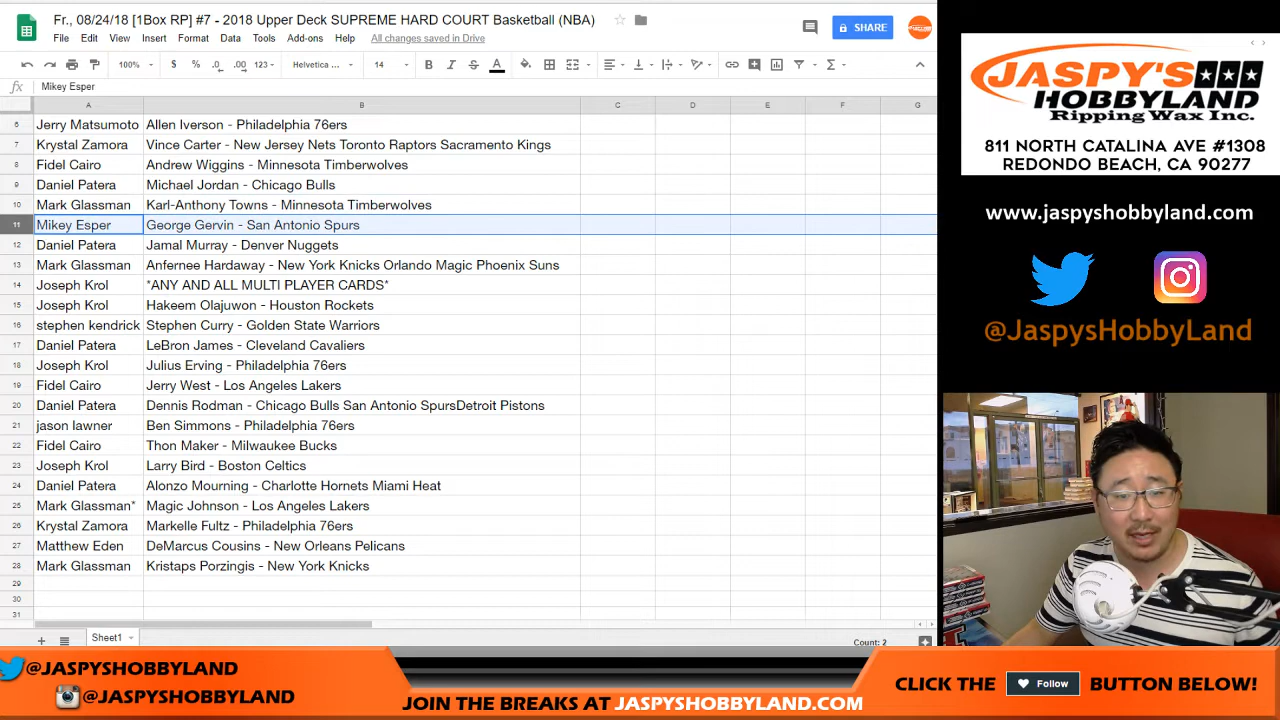 Fr., 08/24/18 [1Box RP] #7 - 2018 Upper Deck SUPREME HARD COURT Basketball (NBA)
File Edit View Insert Format Data Tools Add-ons Help All changes saved in Drive
SHARE
100% $ % .0 .00 123 Helvetica ... 14 B I S A
fx Mikey Esper
A B C D E F G
6 Jerry Matsumoto Allen Iverson - Philadelphia 76ers
7 Krystal Zamora Vince Carter - New Jersey Nets Toronto Raptors Sacramento Kings
8 Fidel Cairo Andrew Wiggins - Minnesota Timberwolves
9 Daniel Patera Michael Jordan - Chicago Bulls
10 Mark Glassman Karl-Anthony Towns - Minnesota Timberwolves
11 Mikey Esper George Gervin - San Antonio Spurs
12 Daniel Patera Jamal Murray - Denver Nuggets
13 Mark Glassman Anfernee Hardaway - New York Knicks Orlando Magic Phoenix Suns
14 Joseph Krol *ANY AND ALL MULTI PLAYER CARDS*
15 Joseph Krol Hakeem Olajuwon - Houston Rockets
16 stephen kendrick Stephen Curry - Golden State Warriors
17 Daniel Patera LeBron James - Cleveland Cavaliers
18 Joseph Krol Julius Erving - Philadelphia 76ers
19 Fidel Cairo Jerry West - Los Angeles Lakers
20 Daniel Patera Dennis Rodman - Chicago Bulls San Antonio SpursDetroit Pistons
21 jason lawner Ben Simmons - Philadelphia 76ers
22 Fidel Cairo Thon Maker - Milwaukee Bucks
23 Joseph Krol Larry Bird - Boston Celtics
24 Daniel Patera Alonzo Mourning - Charlotte Hornets Miami Heat
25 Mark Glassman* Magic Johnson - Los Angeles Lakers
26 Krystal Zamora Markelle Fultz - Philadelphia 76ers
27 Matthew Eden DeMarcus Cousins - New Orleans Pelicans
28 Mark Glassman Kristaps Porzingis - New York Knicks
29
30
31
Sheet1
Count: 2
JASPY'S
HOBBYLAND
Ripping Wax Inc.
811 NORTH CATALINA AVE #1308
REDONDO BEACH, CA 90277
www.jaspyshobbyland.com
@JaspysHobbyLand
@JASPYSHOBBYLAND
@JASPYSHOBBYLAND
JOIN THE BREAKS AT JASPYSHOBBYLAND.COM
CLICK THE Follow BUTTON BELOW!